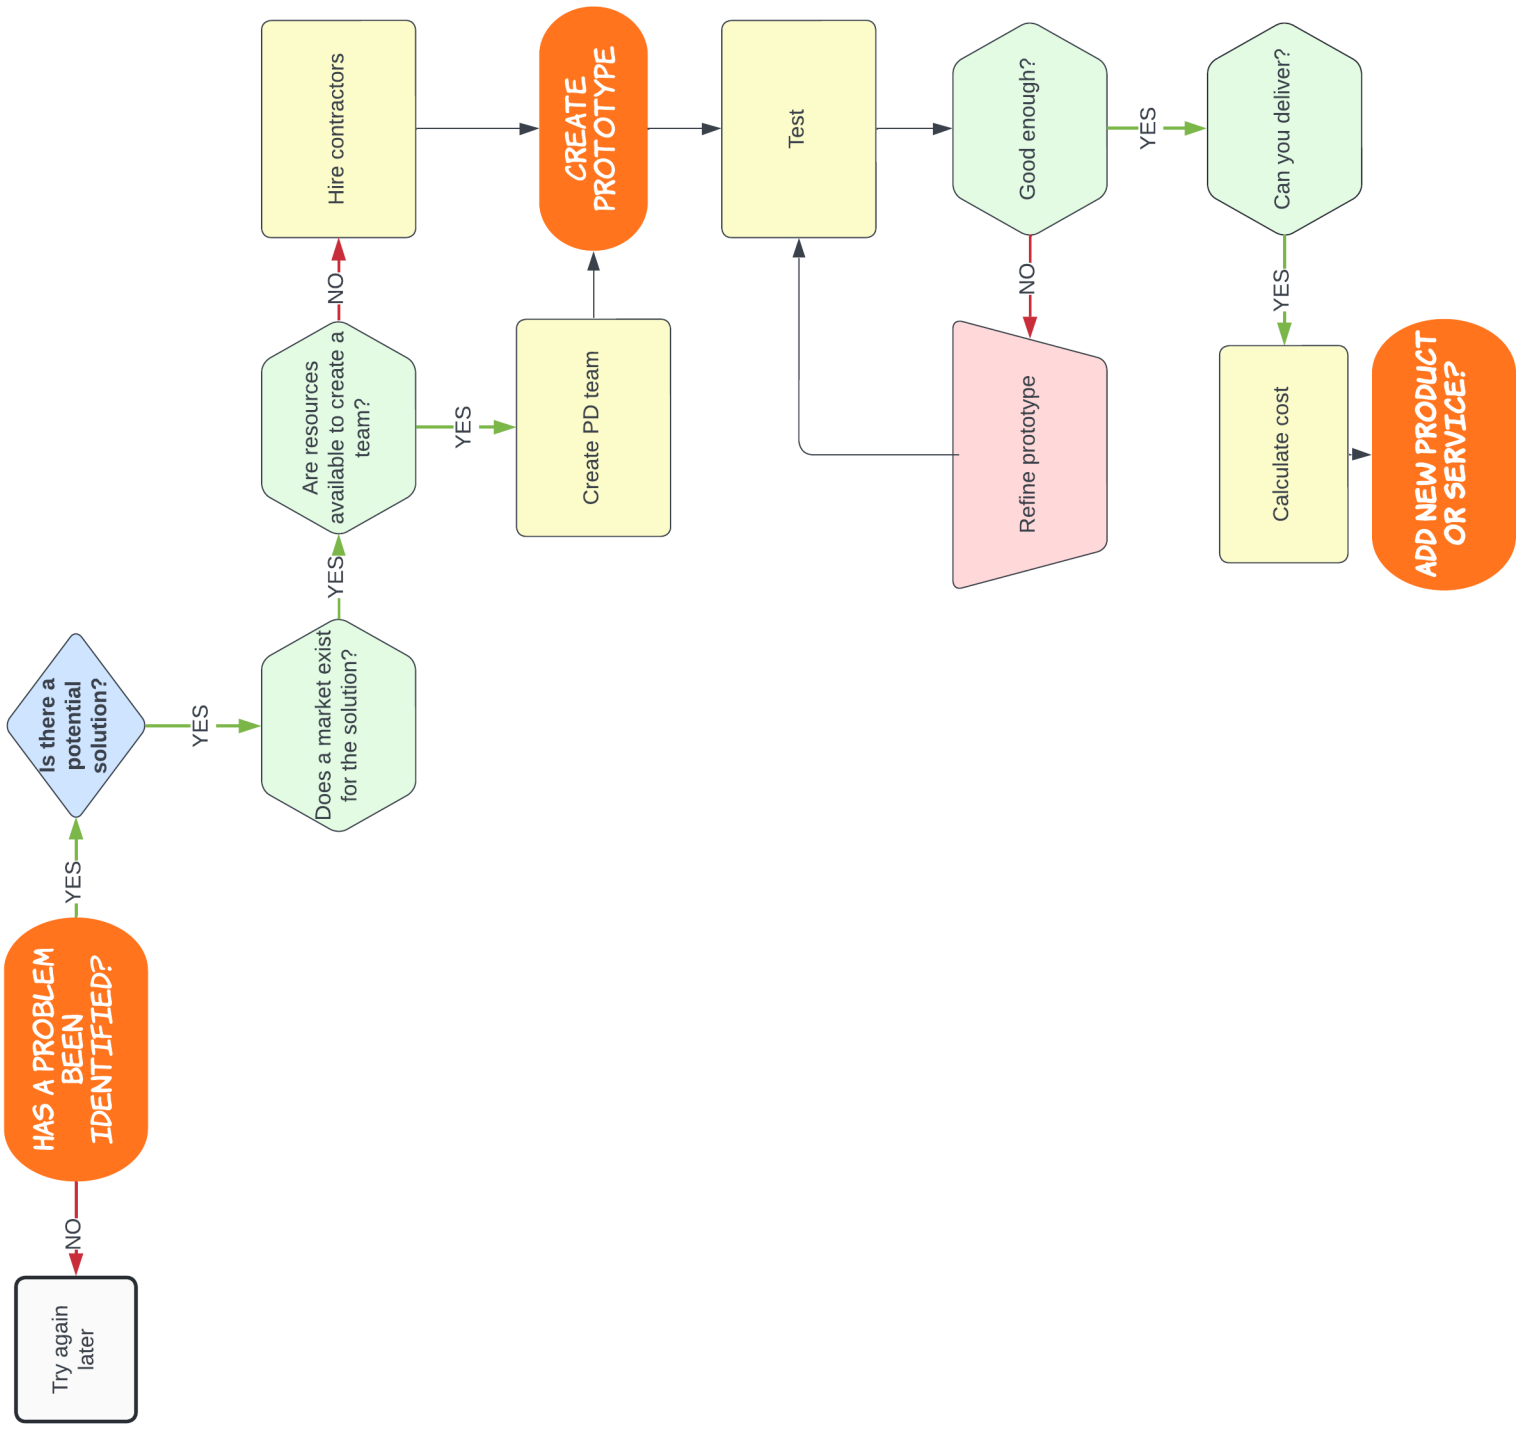 Try again
later
NO
HAS A PROBLEM
BEEN
IDENTIFIED?
YES
Is there a
potential
solution?
YES
Does a market exist
for the solution?
YES
Are resources
available to create a
team?
NO
Hire contractors
YES
Create PD team
CREATE
PROTOTYPE
Test
Good enough?
NO
Refine prototype
YES
Can you deliver?
YES
Calculate cost
ADD NEW PRODUCT
OR SERVICE?